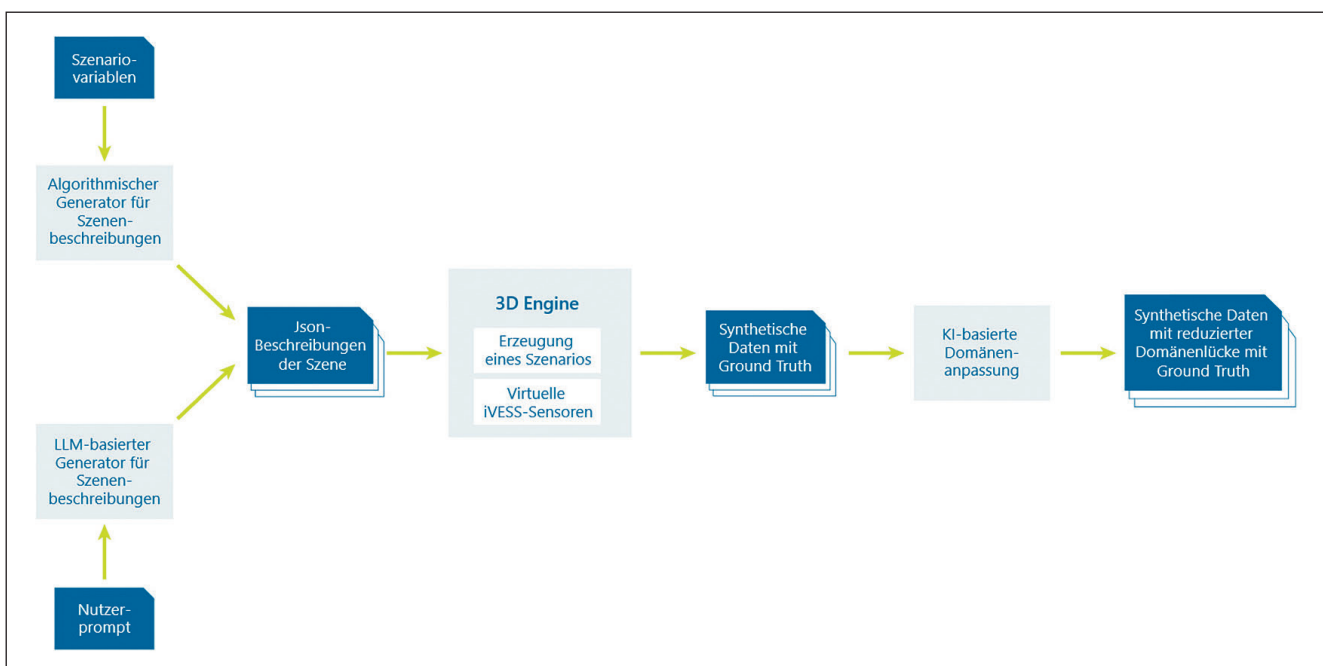 Szenario-
variablen
Algorithmischer
Generator für
Szenen-
beschreibungen
Json-
Beschreibungen
der Szene
LLM-basierter
Generator für
Szenen-
beschreibungen
Nutzer-
prompt
3D Engine
Erzeugung
eines Szenarios
Virtuelle
iVESS-Sensoren
Synthetische
Daten mit
Ground Truth
KI-basierte
Domänen-
anpassung
Synthetische Daten
mit reduzierter
Domänenlücke mit
Ground Truth